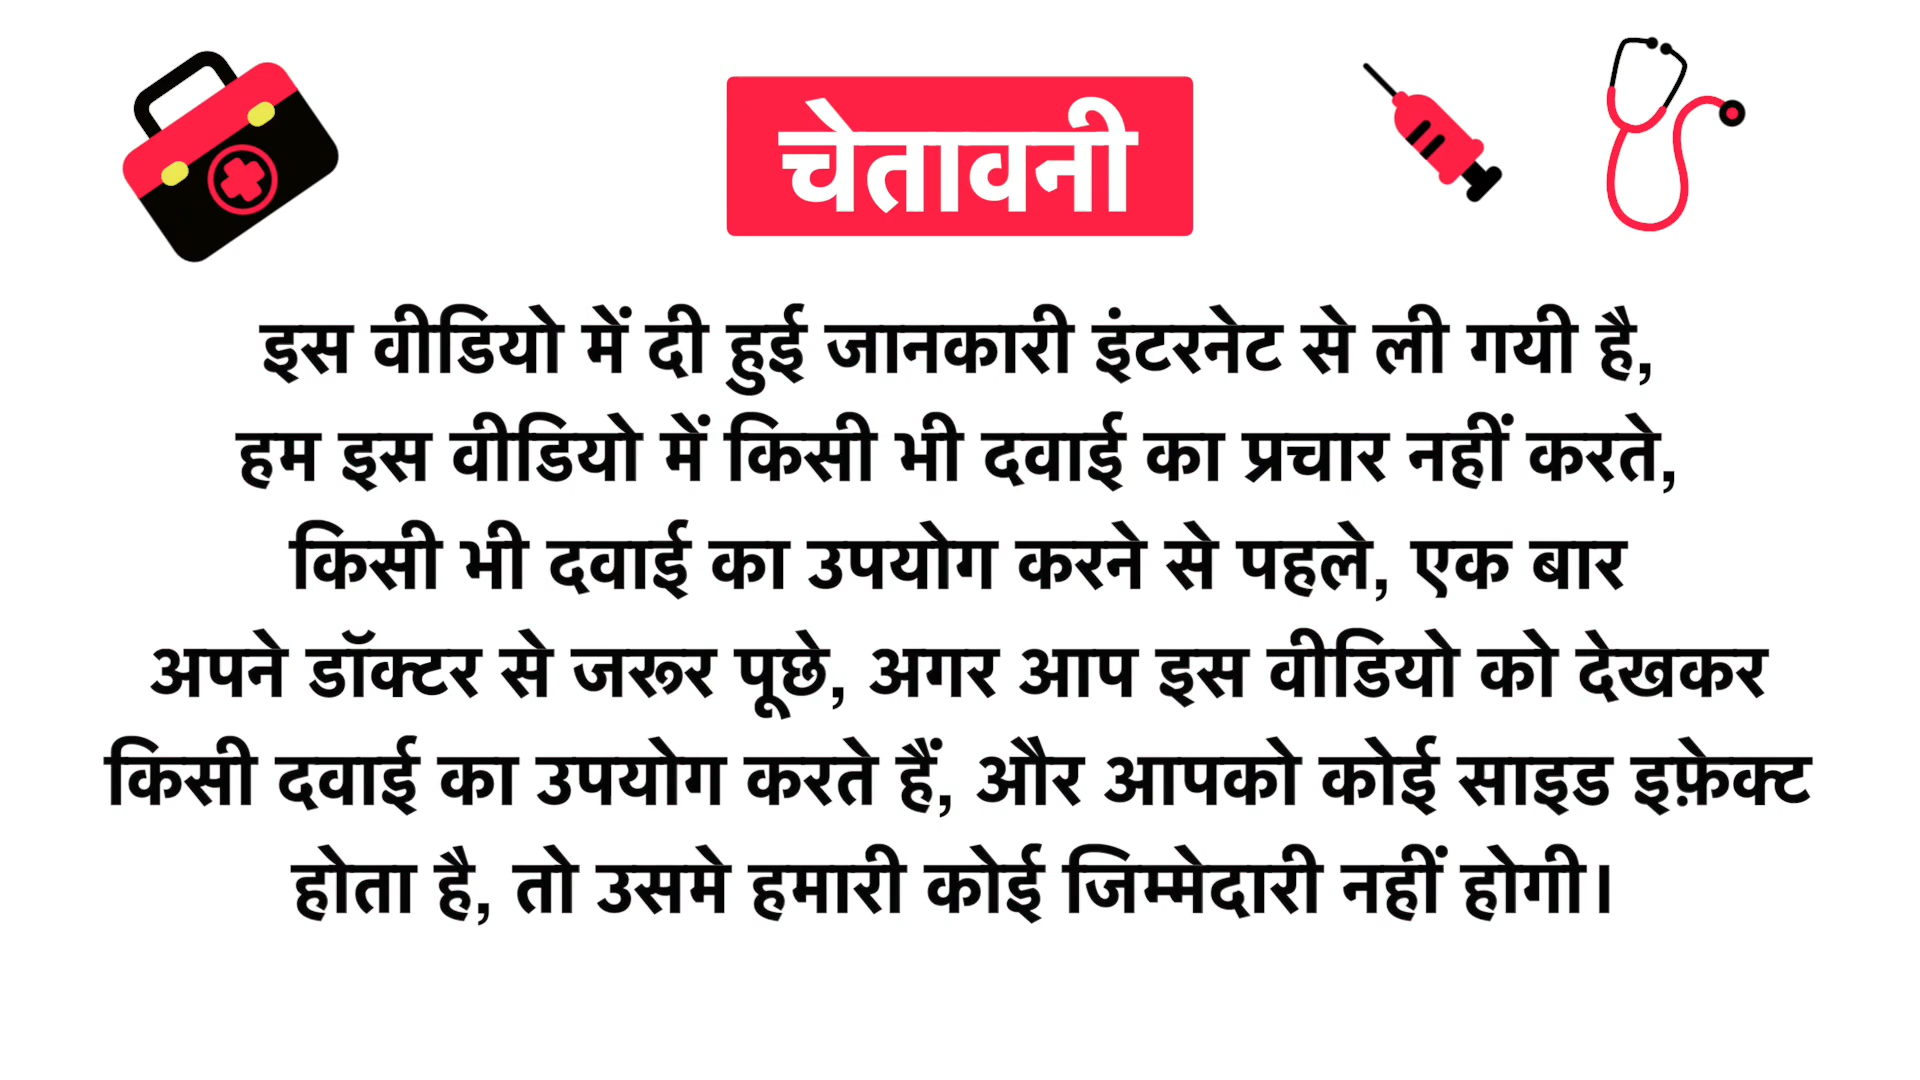 चेतावनी
इस वीडियो में दी हुई जानकारी इंटरनेट से ली गयी है,
हम इस वीडियो में किसी भी दवाई का प्रचार नहीं करते,
किसी भी दवाई का उपयोग करने से पहले, एक बार
अपने डॉक्टर से जरूर पूछे, अगर आप इस वीडियो को देखकर
किसी दवाई का उपयोग करते हैं, और आपको कोई साइड इफ़ेक्ट
होता है, तो उसमे हमारी कोई जिम्मेदारी नहीं होगी।